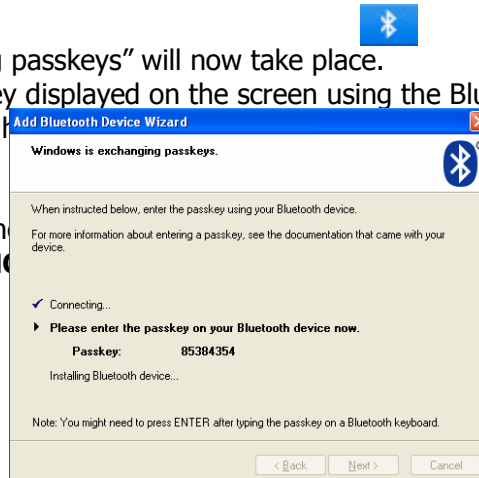 passkeys” will now take place.
displayed on the screen using the
Add Bluetooth Device Wizard
Windows is exchanging passkeys.
When instructed below, enter the passkey using your Bluetooth device.
For more information about entering a passkey, see the documentation that came with your
device.
Connecting...
Please enter the passkey on your Bluetooth device now.
Passkey: 85384354
Installing Bluetooth device...
Note: You might need to press ENTER after typing the passkey on a Bluetooth keyboard.
< Back Next > Cancel